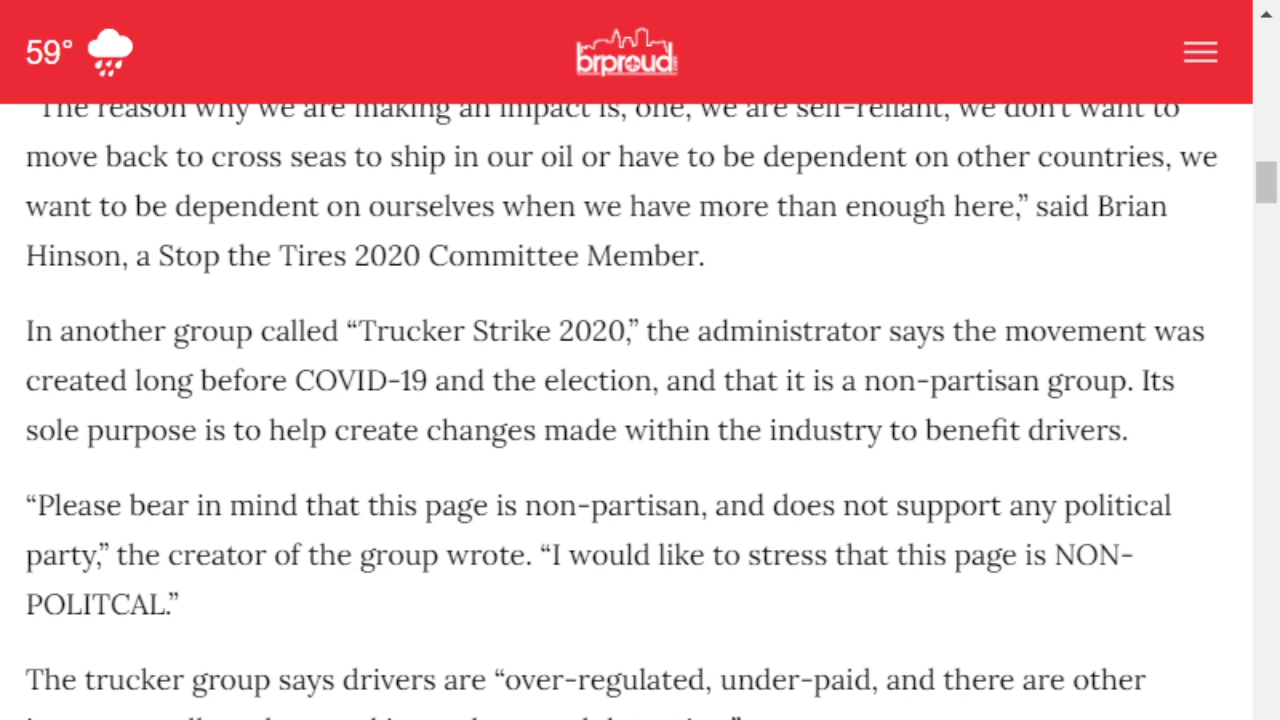 59°
brproud
"The reason why we are making an impact is, one, we are self-reliant, we don't want to
move back to cross seas to ship in our oil or have to be dependent on other countries, we
want to be dependent on ourselves when we have more than enough here,” said Brian
Hinson, a Stop the Tires 2020 Committee Member.
In another group called “Trucker Strike 2020,” the administrator says the movement was
created long before COVID-19 and the election, and that it is a non-partisan group. Its
sole purpose is to help create changes made within the industry to benefit drivers.
“Please bear in mind that this page is non-partisan, and does not support any political
party,” the creator of the group wrote. “I would like to stress that this page is NON-
POLITCAL.”
The trucker group says drivers are “over-regulated, under-paid, and there are other